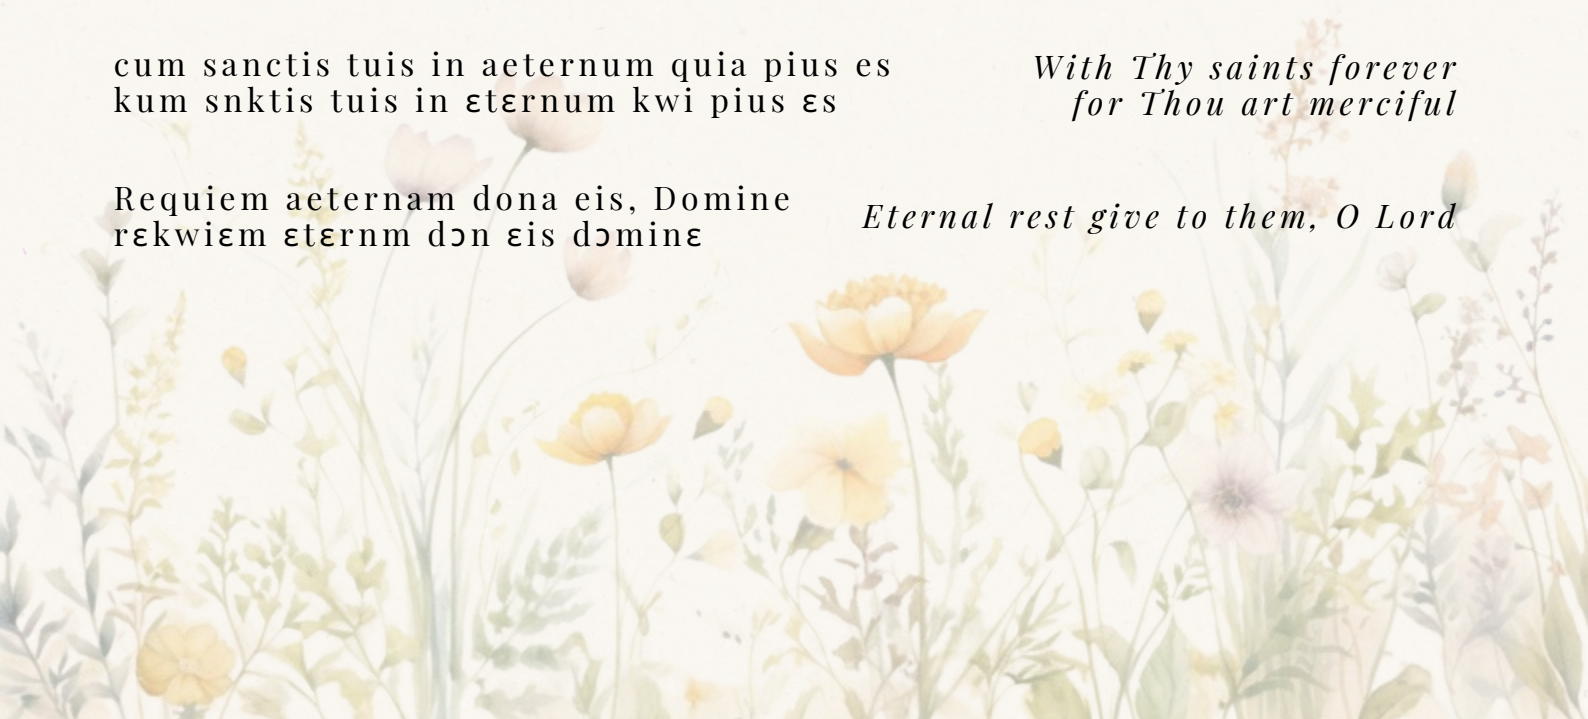 cum sanctis tuis in aeternum quia pius es
kum snktis tuis in ɛtɛrnum kwi pius ɛs
With Thy saints forever
for Thou art merciful
Requiem aeternam dona eis, Domine
rɛkwiɛm ɛtɛrnm dɔn ɛis dɔminɛ
Eternal rest give to them, O Lord